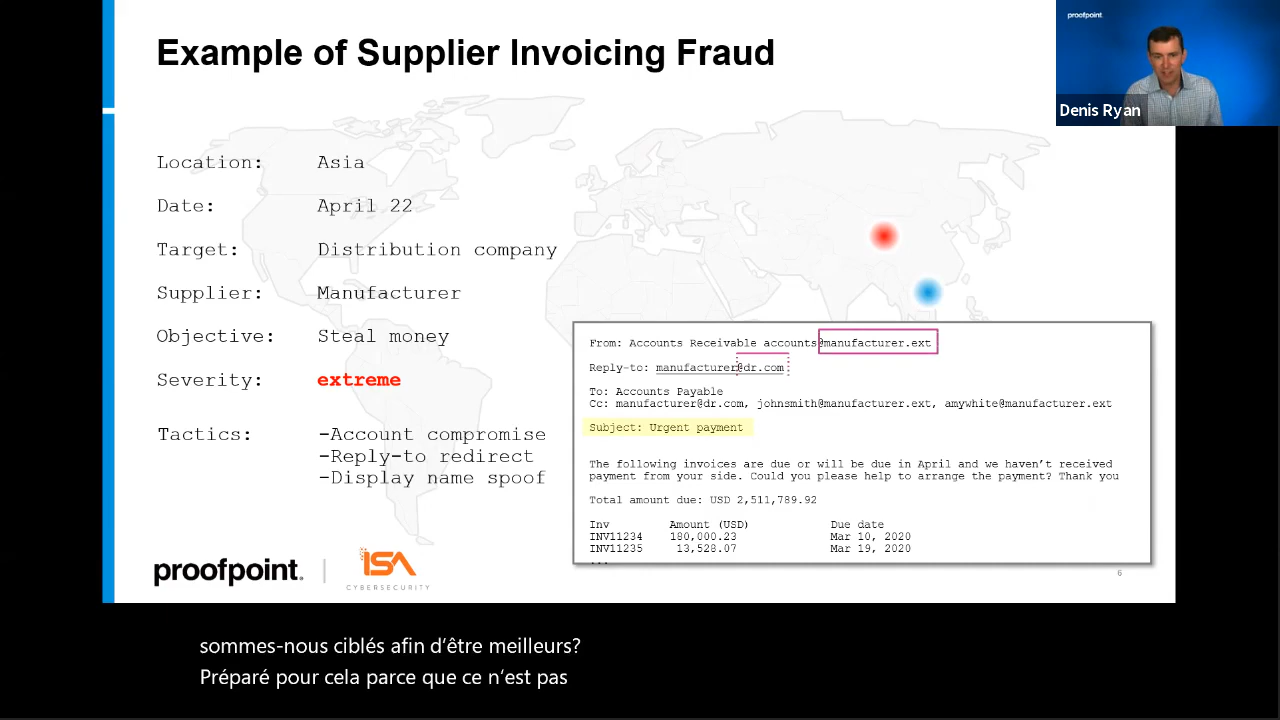 Example of Supplier Invoicing Fraud
proofpoint.
Denis Ryan
Location: Asia
Date: April 22
Target: Distribution company
Supplier: Manufacturer
Objective: Steal money
Severity: extreme
Tactics: -Account compromise
-Reply-to redirect
-Display name spoof
From: Accounts Receivable accounts@manufacturer.ext
Reply-to: manufacturer@dr.com
To: Accounts Payable
Cc: manufacturer@dr.com, johnsmith@manufacturer.ext, amywhite@manufacturer.ext
Subject: Urgent payment
The following invoices are due or will be due in April and we haven't received
payment from your side. Could you please help to arrange the payment? Thank you
Total amount due: USD 2,511,789.92
Inv Amount (USD) Due date
INV11234 180,000.23 Mar 10, 2020
INV11235 13,528.07 Mar 19, 2020
...
proofpoint.
ISA
CYBERSECURITY
6
sommes-nous ciblés afin d'être meilleurs?
Préparé pour cela parce que ce n'est pas